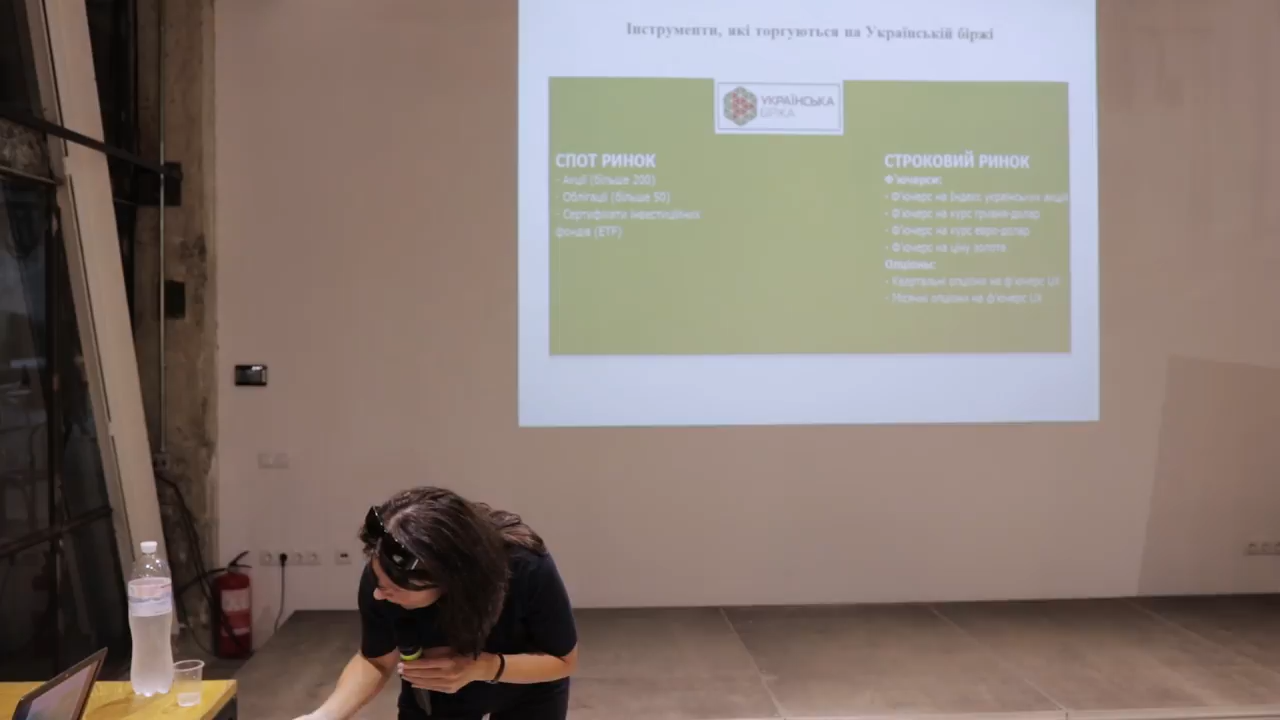 Інструменти, які торгуються на Українській біржі
УКРАЇНСЬКА
БІРЖА
СПОТ РИНОК
- Акції (більше 200)
- Облігації (більше 50)
- Сертифікати інвестиційних
фондів (ETF)
СТРОКОВИЙ РИНОК
Ф'ючерси:
- Ф'ючерс на Індекс українських акцій
- Ф'ючерс на курс гривня-долар
- Ф'ючерс на курс євро-долар
- Ф'ючерс на ціну золота
Опціони:
- Квартальні опціони на ф'ючерс UX
- Місячні опціони на ф'ючерс UX